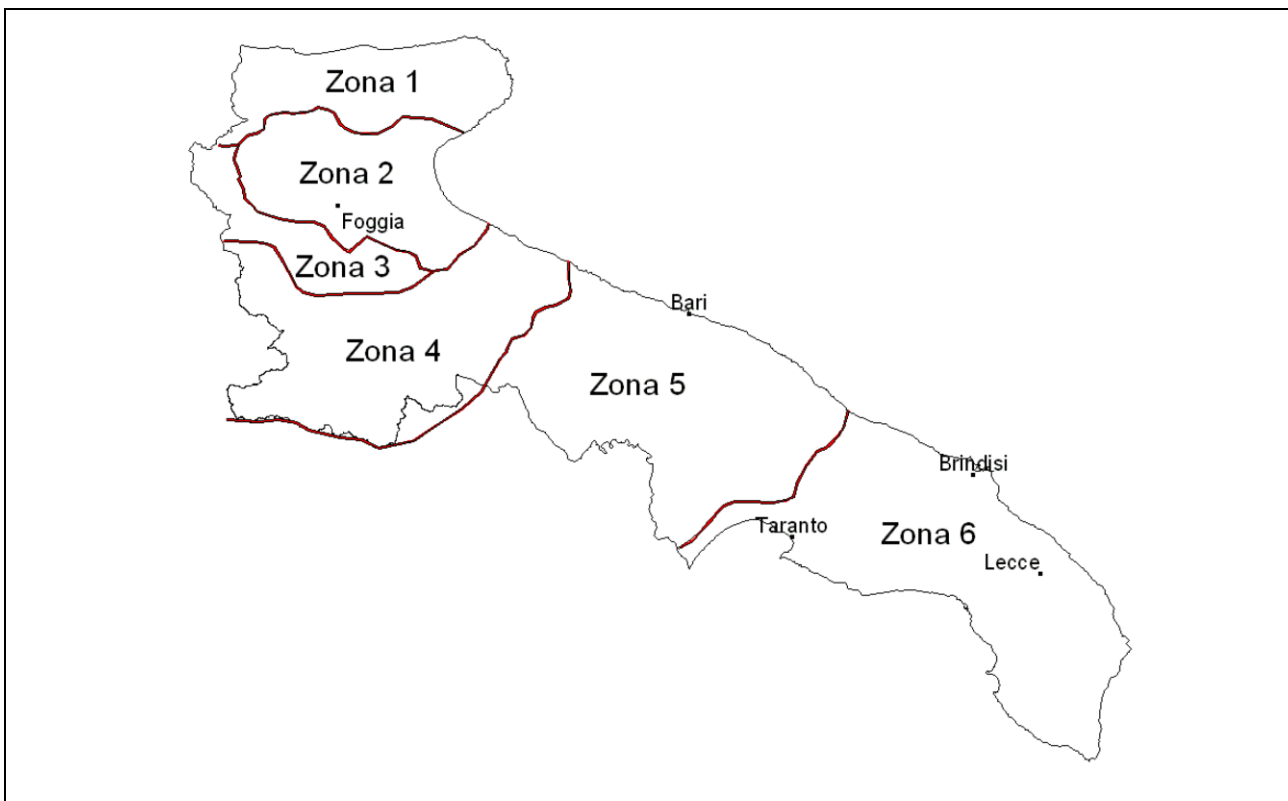 Zona 1
Zona 2
Foggia
Zona 3
Bari
Zona 4
Zona 5
Brindisi
Taranto
Zona 6
Lecce